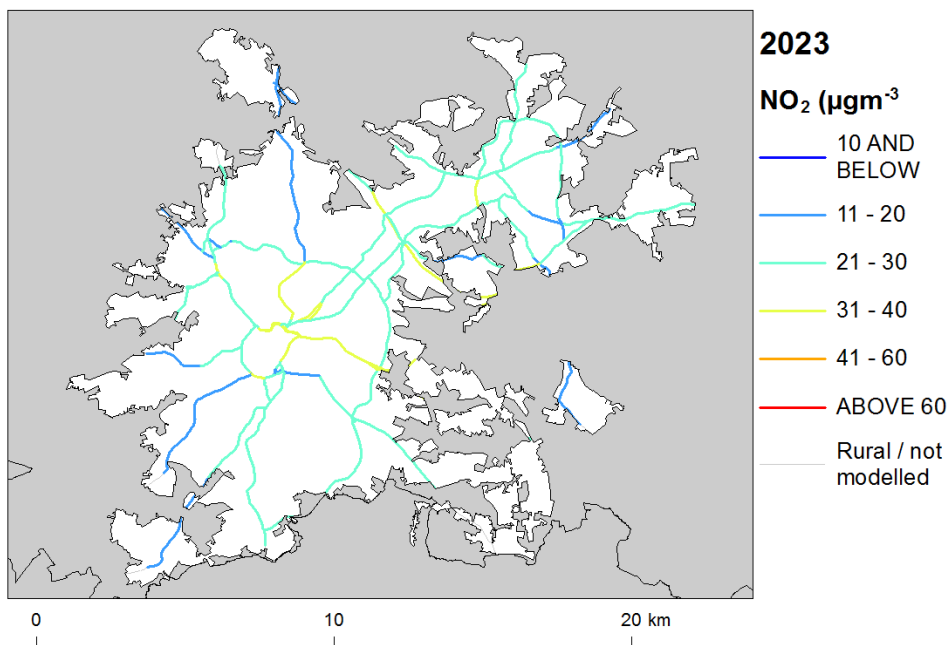 2023
NO₂ (µgm⁻³
10 AND
BELOW
11 - 20
21 - 30
31 - 40
41 - 60
ABOVE 60
Rural / not
modelled
0 10 20 km